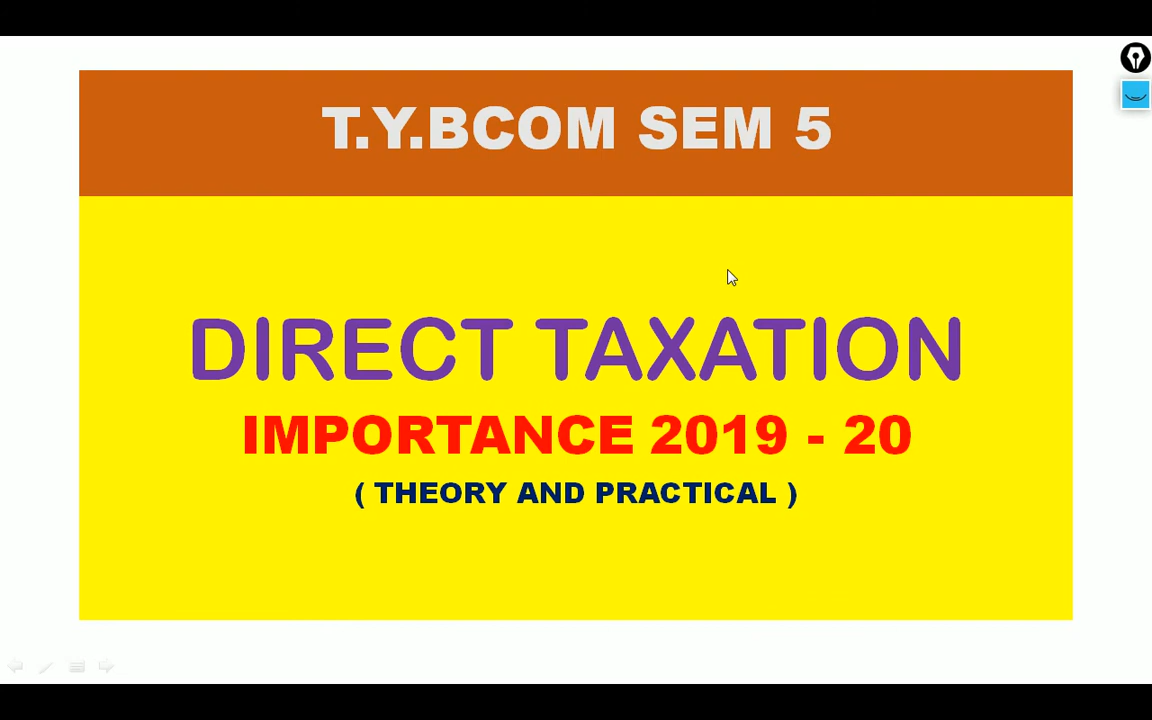 T.Y.BCOM SEM 5
DIRECT TAXATION
IMPORTANCE 2019 - 20
( THEORY AND PRACTICAL )